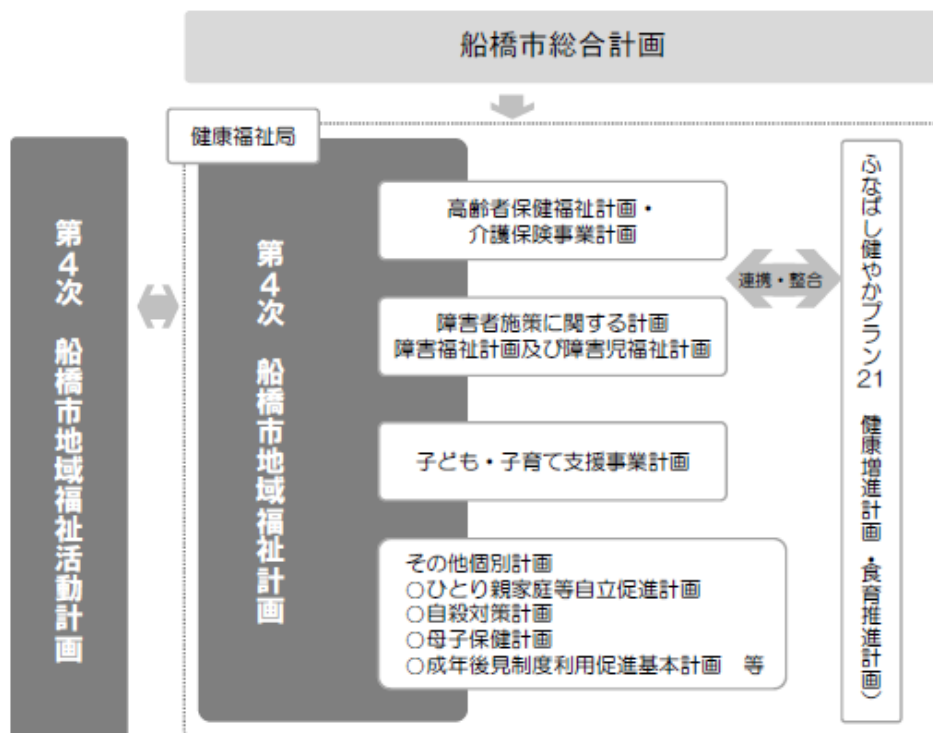 船橋市総合計画
健康福祉局
第４次　船橋市地域福祉活動計画
第４次　船橋市地域福祉計画
高齢者保健福祉計画・
介護保険事業計画
障害者施策に関する計画
障害福祉計画及び障害児福祉計画
子ども・子育て支援事業計画
その他個別計画
○ひとり親家庭等自立促進計画
○自殺対策計画
○母子保健計画
○成年後見制度利用促進基本計画　等
連携・整合
ふなばし健やかプラン21　健康増進計画・食育推進計画）